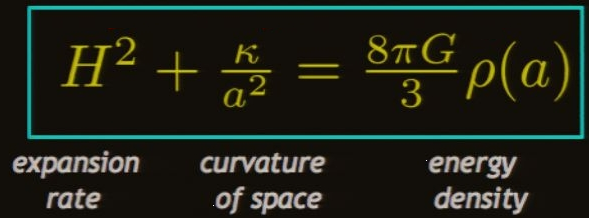 H² + κ/a² = 8πG/3 ρ(a)
expansion curvature energy
rate of space density